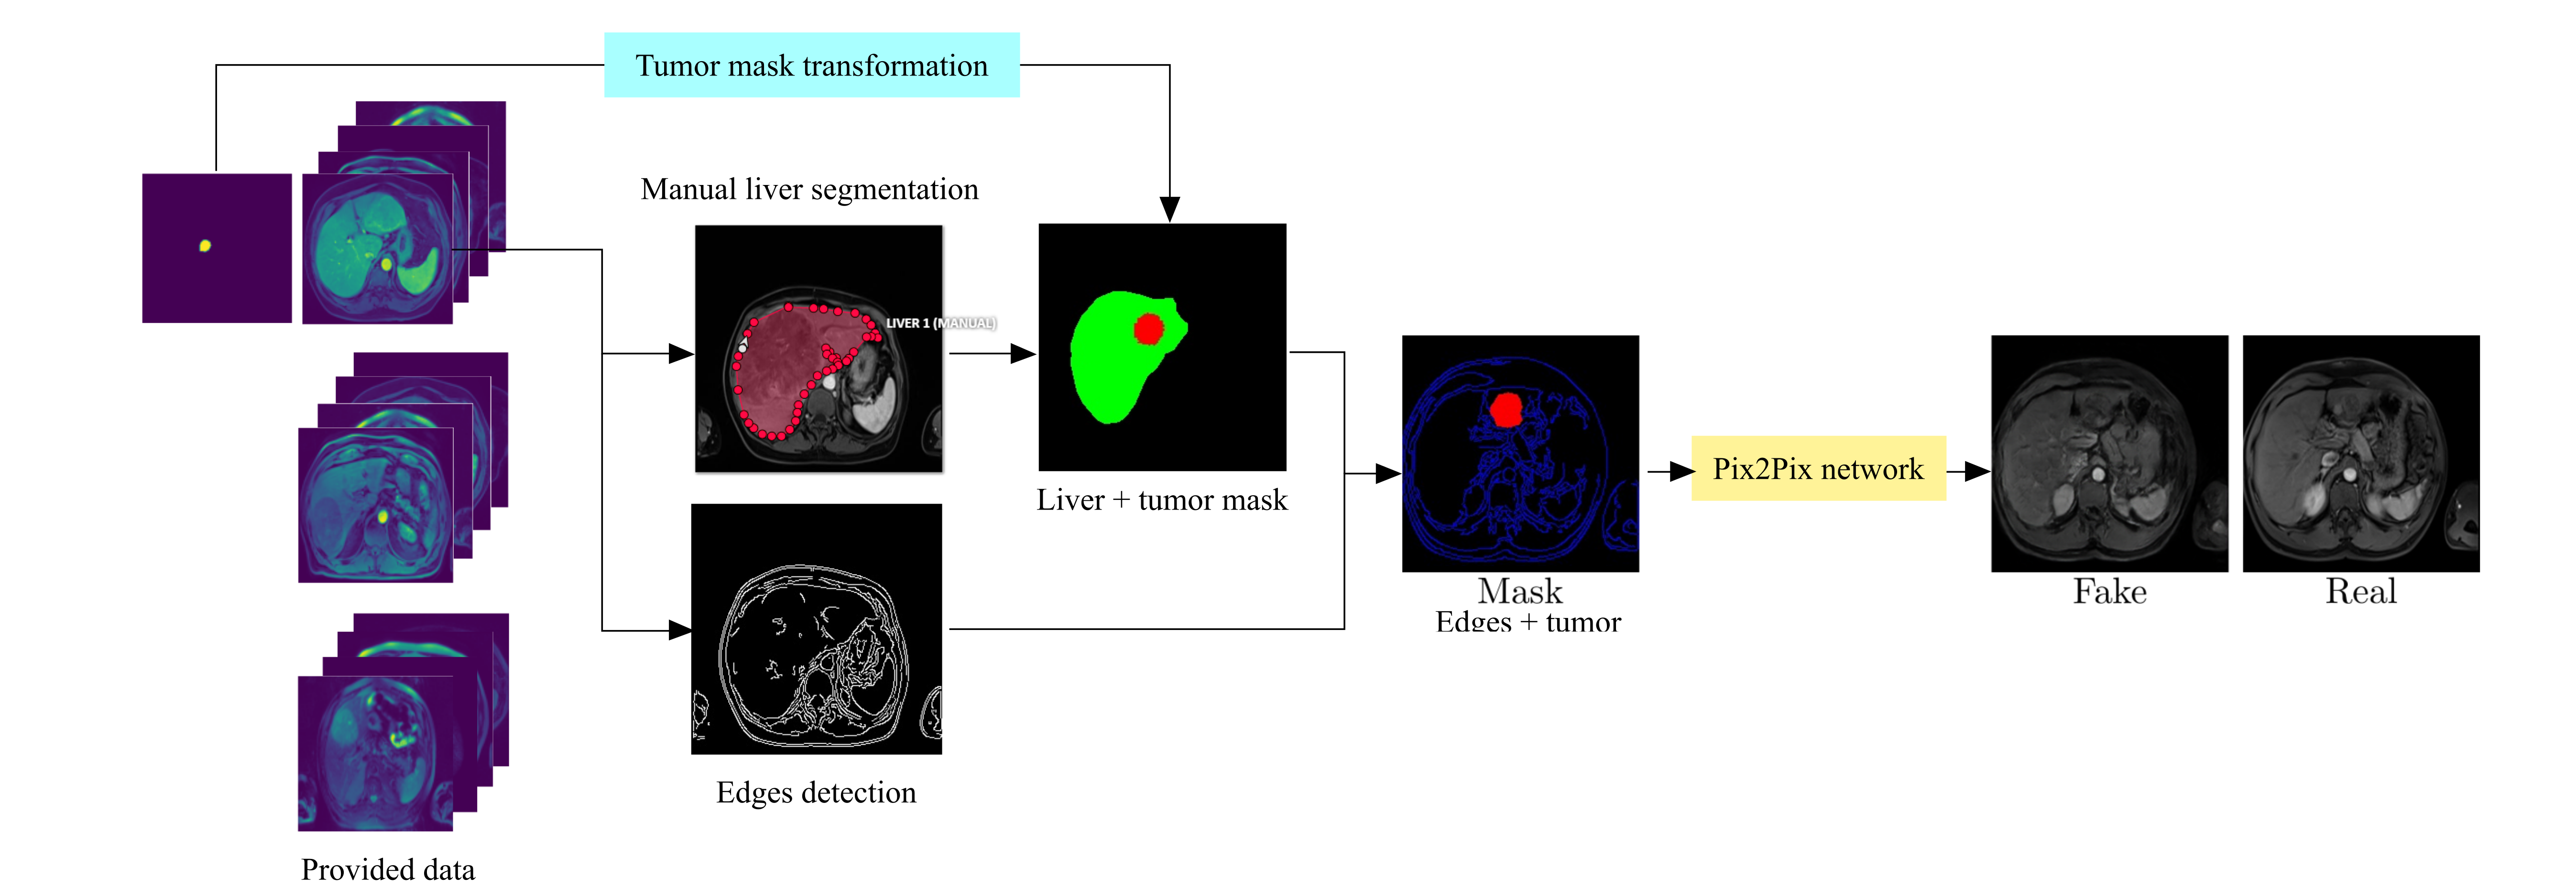 Tumor mask transformation
Manual liver segmentation
LIVER 1 (MANUAL)
Liver + tumor mask
Pix2Pix network
Mask
Edges + tumor
Fake
Real
Edges detection
Provided data